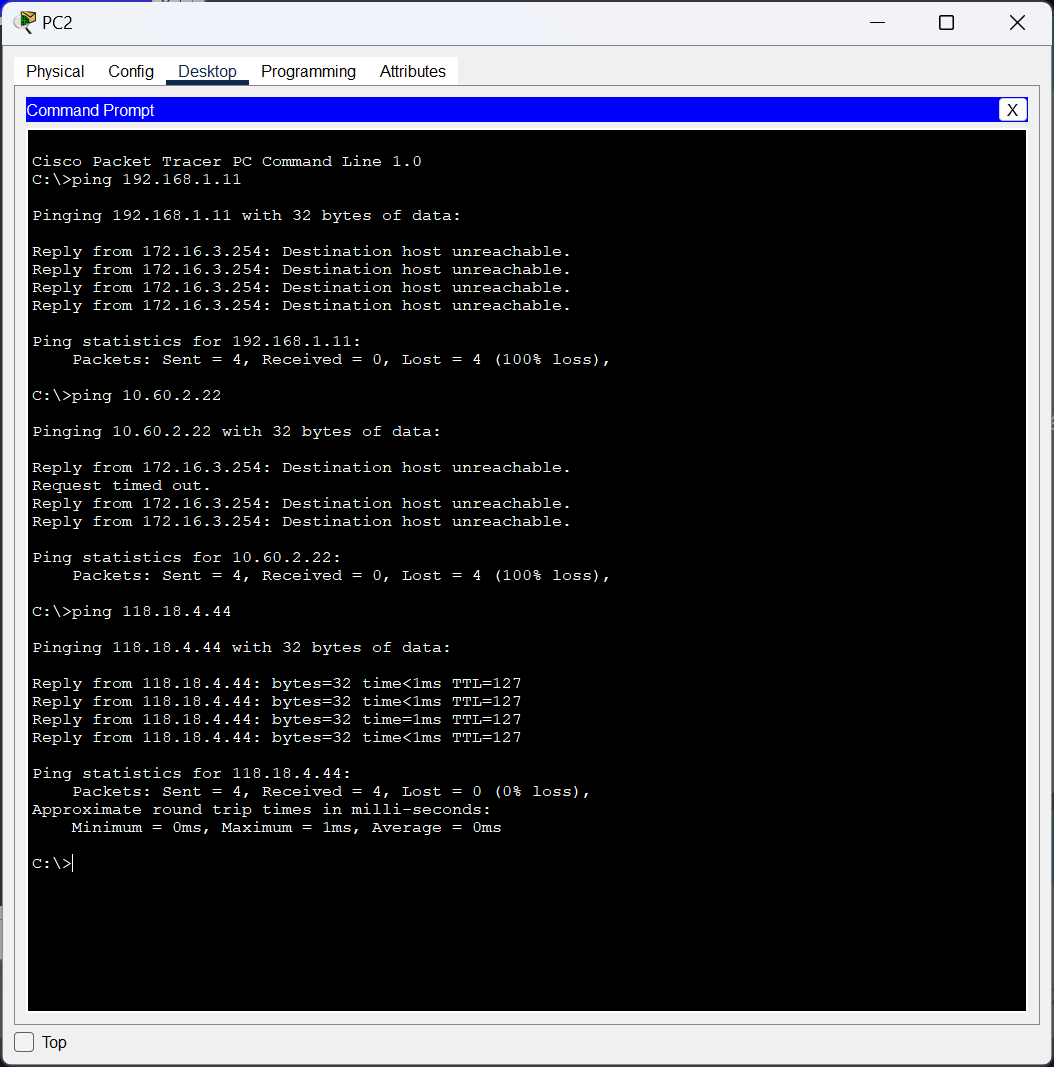 PC2
Physical Config Desktop Programming Attributes
Command Prompt
X
Cisco Packet Tracer PC Command Line 1.0
C:\>ping 192.168.1.11
Pinging 192.168.1.11 with 32 bytes of data:
Reply from 172.16.3.254: Destination host unreachable.
Reply from 172.16.3.254: Destination host unreachable.
Reply from 172.16.3.254: Destination host unreachable.
Reply from 172.16.3.254: Destination host unreachable.
Ping statistics for 192.168.1.11:
    Packets: Sent = 4, Received = 0, Lost = 4 (100% loss),
C:\>ping 10.60.2.22
Pinging 10.60.2.22 with 32 bytes of data:
Reply from 172.16.3.254: Destination host unreachable.
Request timed out.
Reply from 172.16.3.254: Destination host unreachable.
Reply from 172.16.3.254: Destination host unreachable.
Ping statistics for 10.60.2.22:
    Packets: Sent = 4, Received = 0, Lost = 4 (100% loss),
C:\>ping 118.18.4.44
Pinging 118.18.4.44 with 32 bytes of data:
Reply from 118.18.4.44: bytes=32 time<1ms TTL=127
Reply from 118.18.4.44: bytes=32 time<1ms TTL=127
Reply from 118.18.4.44: bytes=32 time=1ms TTL=127
Reply from 118.18.4.44: bytes=32 time<1ms TTL=127
Ping statistics for 118.18.4.44:
    Packets: Sent = 4, Received = 4, Lost = 0 (0% loss),
Approximate round trip times in milli-seconds:
    Minimum = 0ms, Maximum = 1ms, Average = 0ms
C:\>
Top